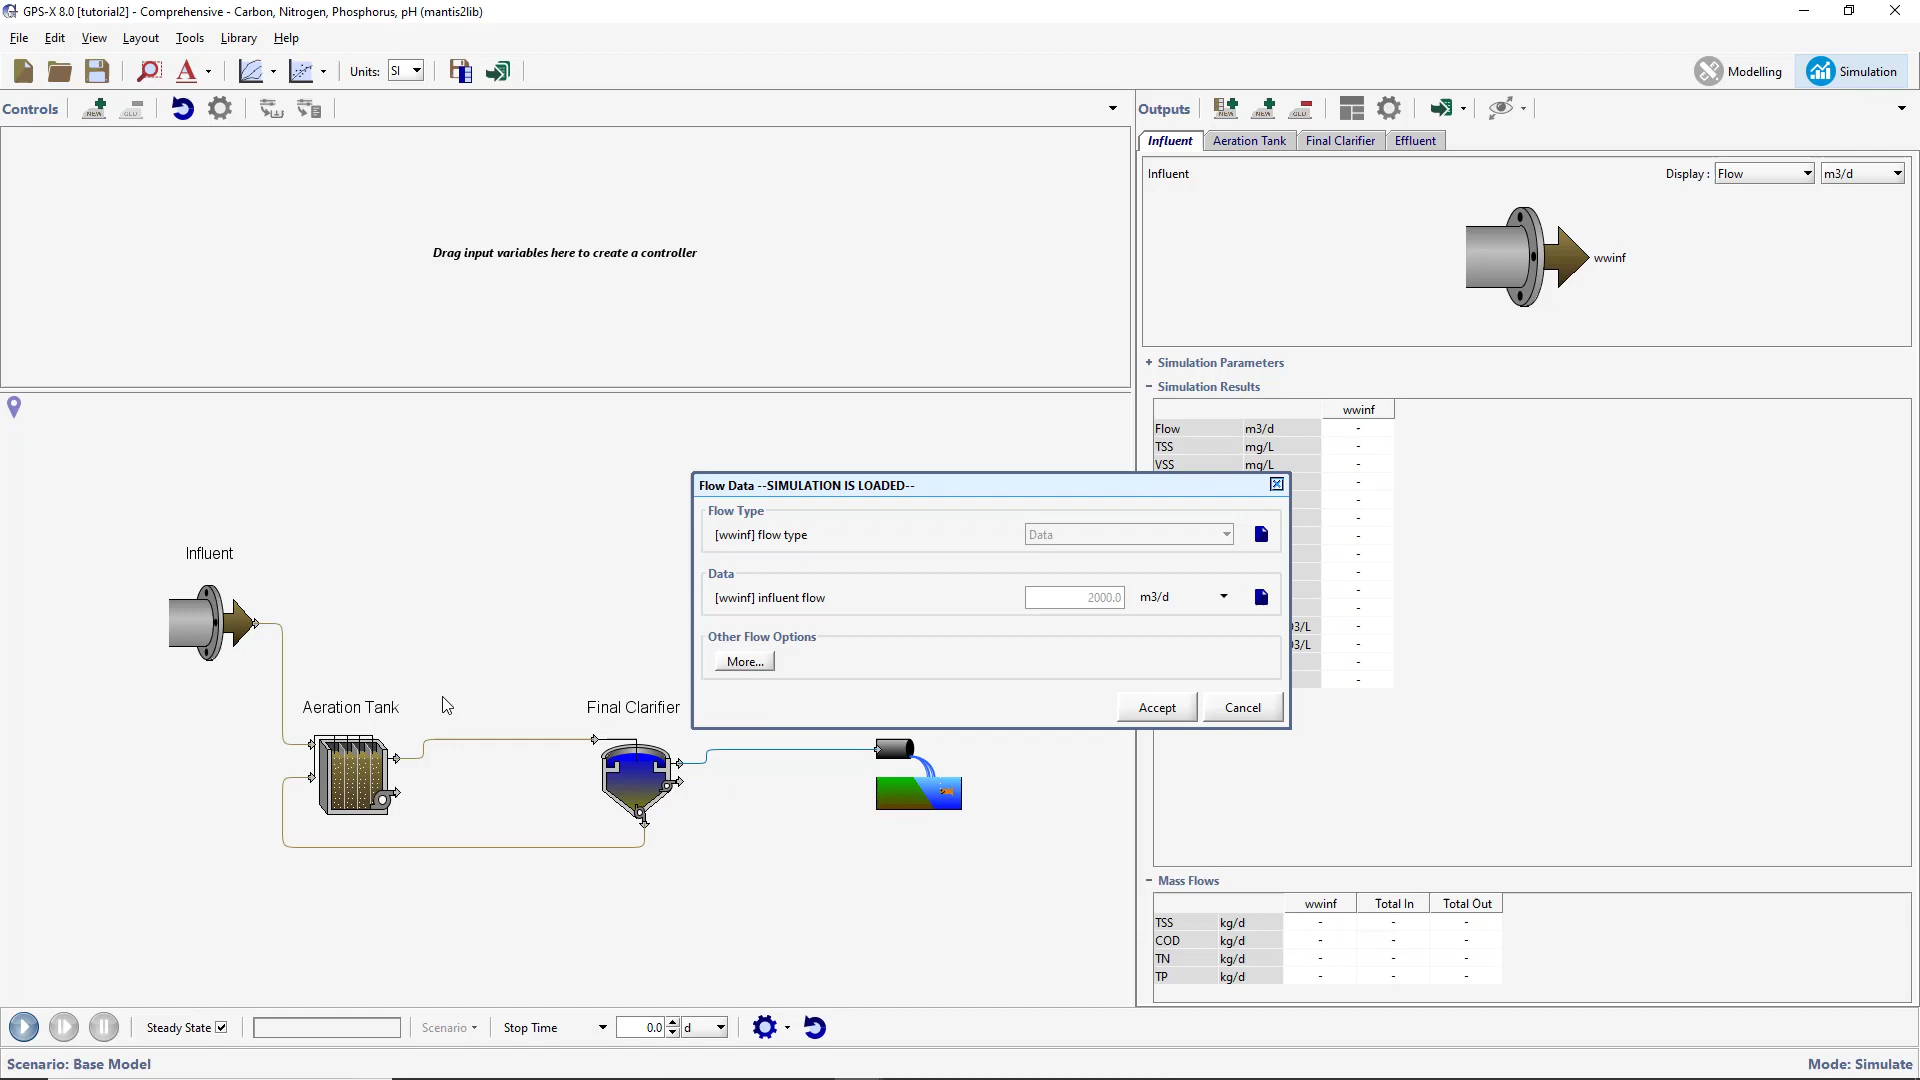 GPS-X 8.0 [tutorial2] - Comprehensive - Carbon, Nitrogen, Phosphorus, pH (mantis2lib)
File Edit View Layout Tools Library Help
Units: SI
Modelling
Simulation
Controls
NEW
Outputs
NEW
NEW
Influent
Aeration Tank
Final Clarifier
Effluent
Drag input variables here to create a controller
Influent
Display : Flow m3/d
wwinf
+ Simulation Parameters
− Simulation Results
wwinf
Flow m3/d -
TSS mg/L -
VSS mg/L -
-
-
-
-
-
-
-
-
3/L -
3/L -
-
-
Flow Data --SIMULATION IS LOADED--
Flow Type
[wwinf] flow type Data
Data
[wwinf] influent flow 2000.0 m3/d
Other Flow Options
More...
Accept Cancel
Influent
Aeration Tank
Final Clarifier
− Mass Flows
wwinf Total In Total Out
TSS kg/d - - -
COD kg/d - - -
TN kg/d - - -
TP kg/d - - -
Steady State
Scenario
Stop Time
0.0
d
Scenario: Base Model
Mode: Simulate